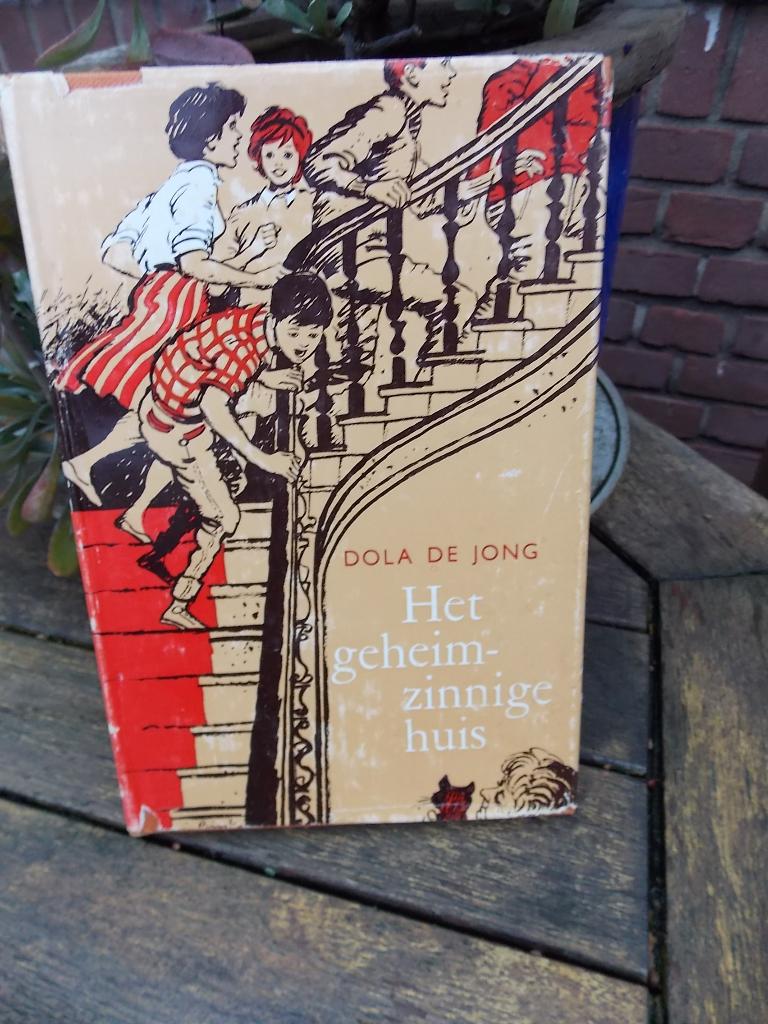 DOLA DE JONG
Het
geheim-
zinnige
huis